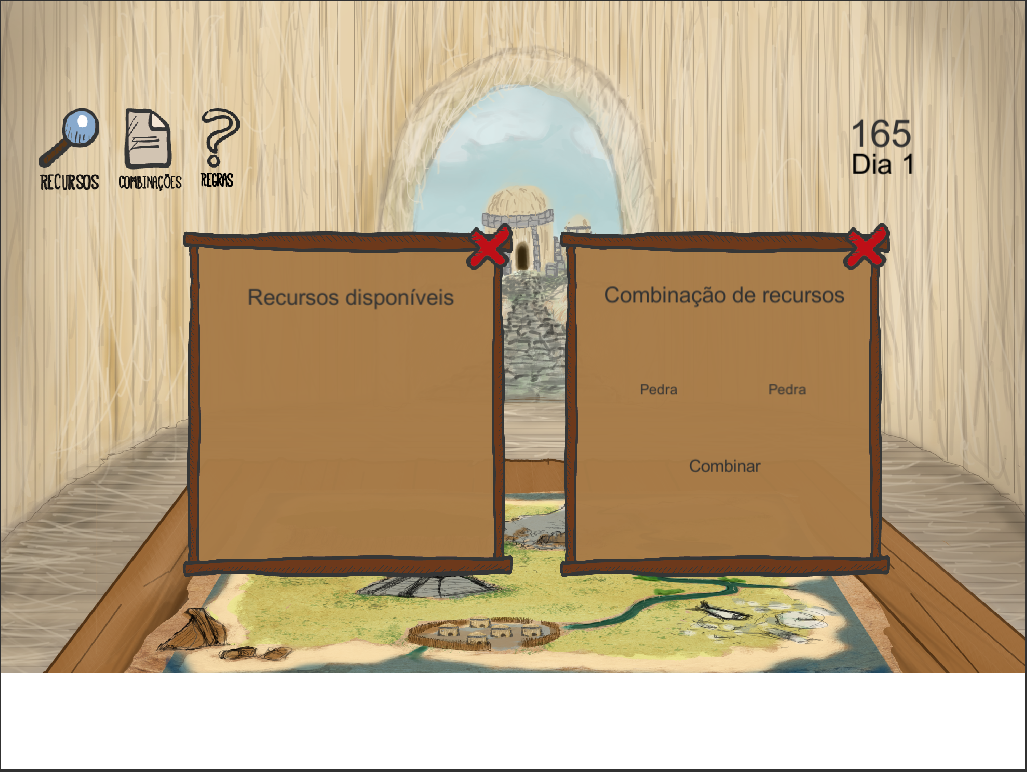 RECURSOS
COMBINAÇÕES
REGRAS
165
Dia 1
Recursos disponíveis
Combinação de recursos
Pedra
Pedra
Combinar